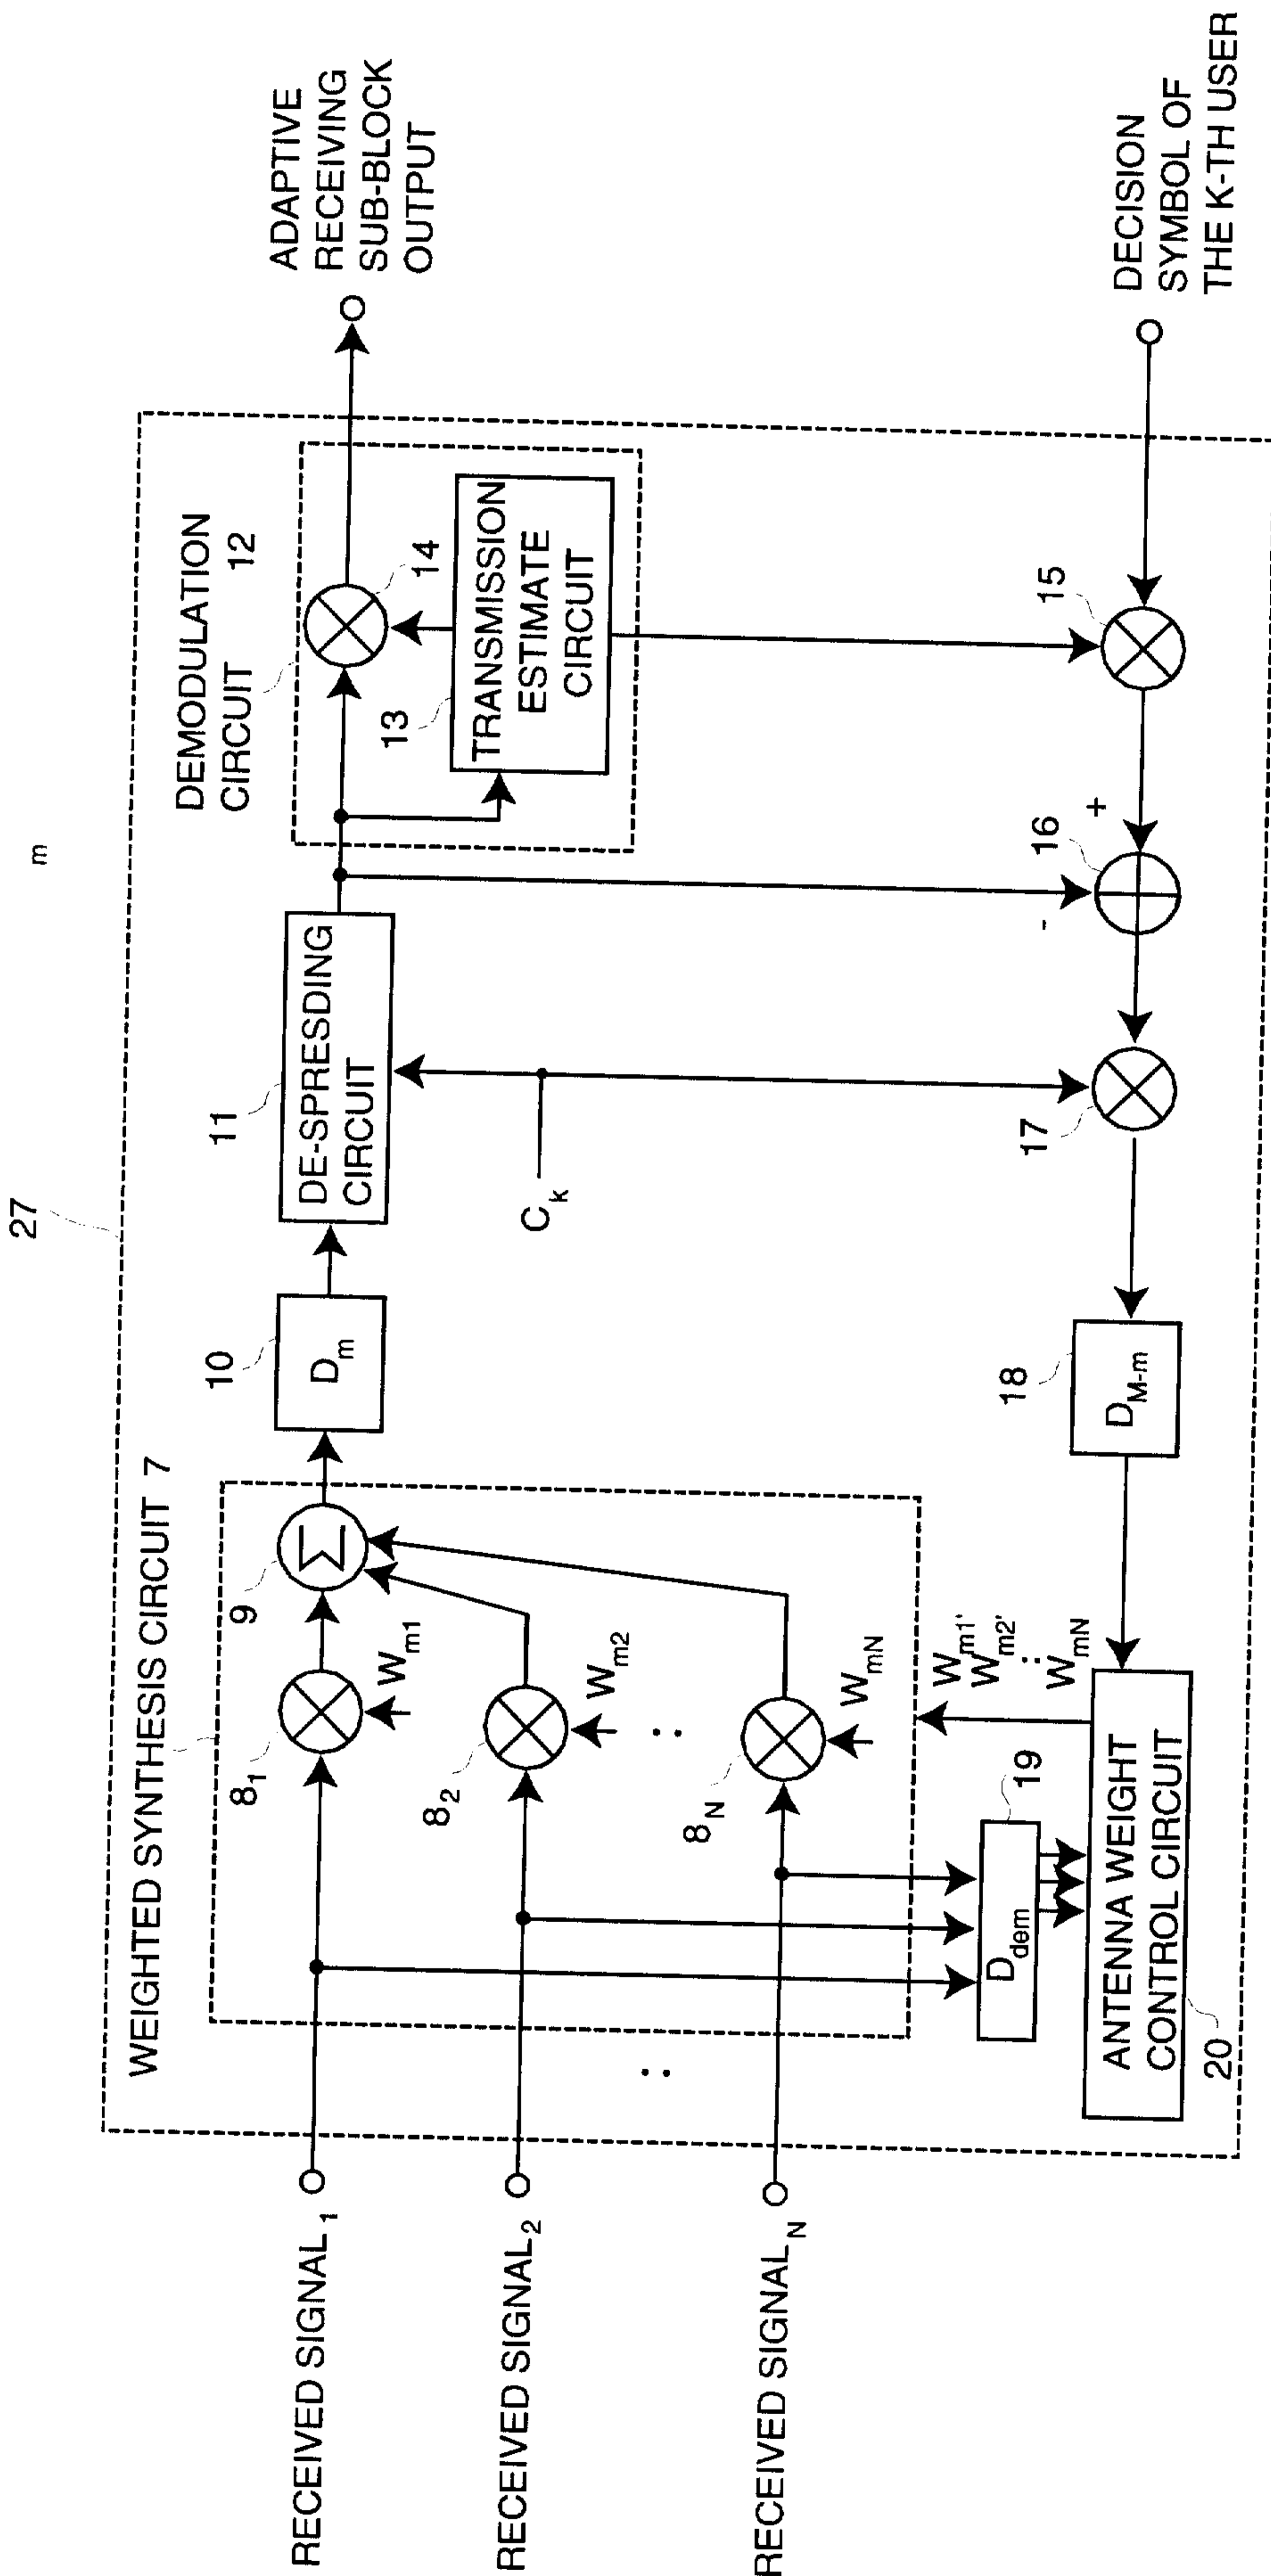 27
m
WEIGHTED SYNTHESIS CIRCUIT 7
DEMODULATION
CIRCUIT 12
ADAPTIVE
RECEIVING
SUB-BLOCK
OUTPUT
RECEIVED SIGNAL 1
8 1
W m1
9
10
D m
11
DE-SPRESDING
CIRCUIT
14
13
TRANSMISSION
ESTIMATE
CIRCUIT
RECEIVED SIGNAL 2
8 2
W m2
:
C k
RECEIVED SIGNAL N
:
8 N
W mN
D dem
19
W m1'
W m2'
:
W mN
ANTENNA WEIGHT
CONTROL CIRCUIT
20
18
D M-m
17
16
-
+
15
DECISION
SYMBOL OF
THE K-TH USER
Σ